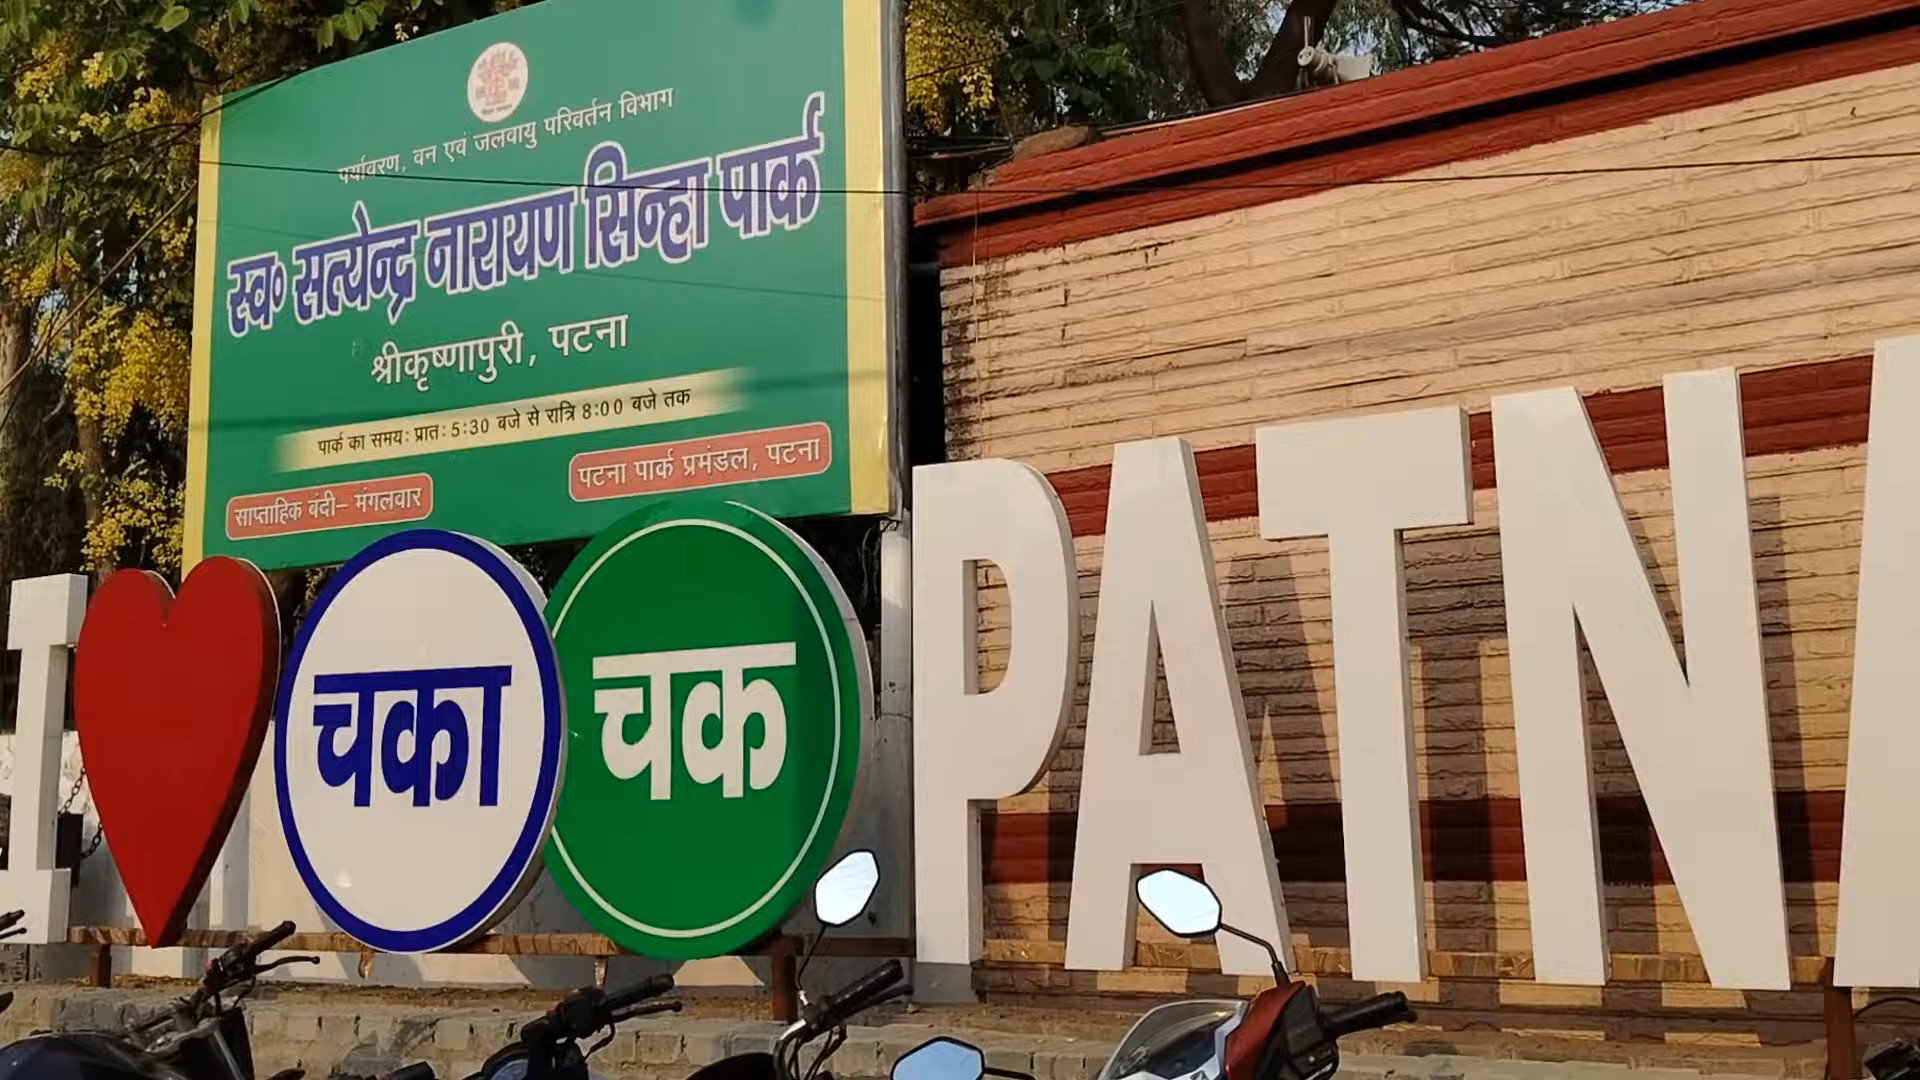 पर्यावरण, वन एवं जलवायु परिवर्तन विभाग
स्व॰ सत्येन्द्र नारायण सिन्हा पार्क
श्रीकृष्णापुरी, पटना
पार्क का समय: प्रात: 5:30 बजे से रात्रि 8:00 बजे तक
साप्ताहिक बंदी– मंगलवार
पटना पार्क प्रमंडल, पटना
I चका चक PATN